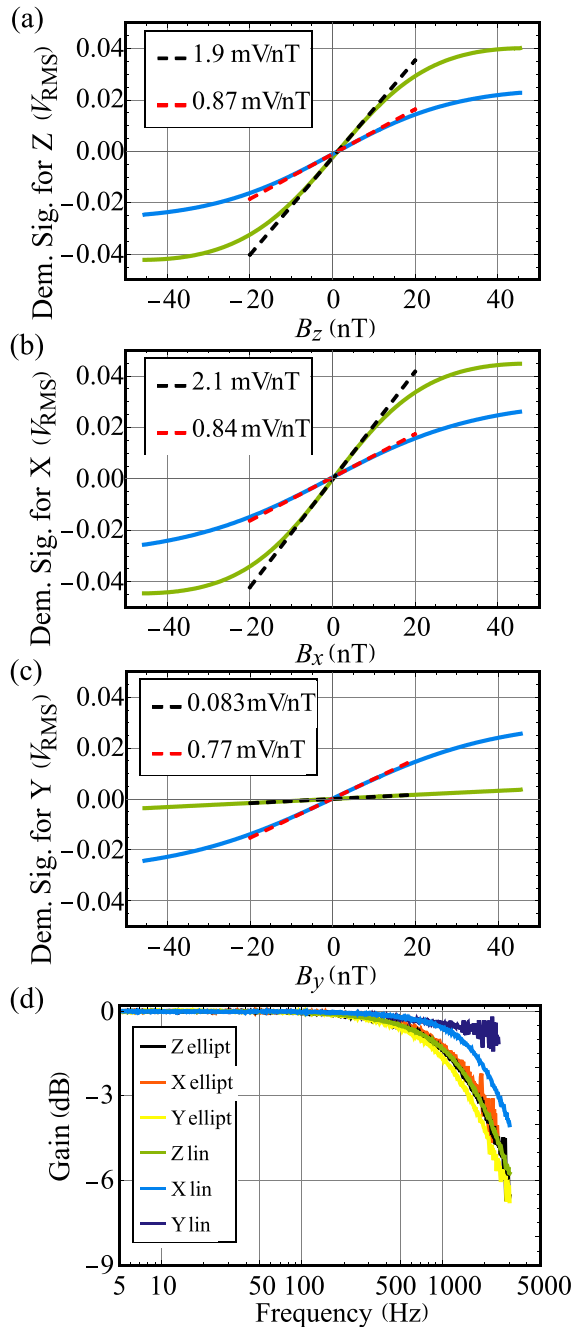 (a)
Dem. Sig. for Z (V_RMS)
0.04
0.02
0.00
−0.02
−0.04
1.9 mV/nT
0.87 mV/nT
−40 −20 0 20 40
B_z (nT)
(b)
Dem. Sig. for X (V_RMS)
0.04
0.02
0.00
−0.02
−0.04
2.1 mV/nT
0.84 mV/nT
−40 −20 0 20 40
B_x (nT)
(c)
Dem. Sig. for Y (V_RMS)
0.04
0.02
0.00
−0.02
−0.04
0.083 mV/nT
0.77 mV/nT
−40 −20 0 20 40
B_y (nT)
(d)
Gain (dB)
0
−3
−6
−9
Z ellipt
X ellipt
Y ellipt
Z lin
X lin
Y lin
5 10 50 100 500 1000 5000
Frequency (Hz)